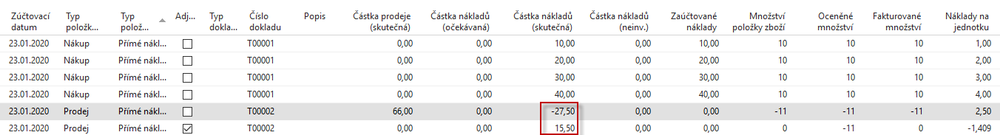 Zúčtovací datum Typ položk... Typ polož... Adj... Typ dokla... Číslo dokladu Popis Částka prodeje (skutečná) Částka nákladů (očekávaná) Částka nákladů (skutečná) Částka nákladů (neinv.) Zaúčtované náklady Množství položky zboží Oceněné množství Fakturované množství Náklady na jednotku
23.01.2020 Nákup Přímé nákl... T00001 0,00 0,00 10,00 0,00 10,00 10 10 10 1,00
23.01.2020 Nákup Přímé nákl... T00001 0,00 0,00 20,00 0,00 20,00 10 10 10 2,00
23.01.2020 Nákup Přímé nákl... T00001 0,00 0,00 30,00 0,00 30,00 10 10 10 3,00
23.01.2020 Nákup Přímé nákl... T00001 0,00 0,00 40,00 0,00 40,00 10 10 10 4,00
23.01.2020 Prodej Přímé nákl... T00002 66,00 0,00 -27,50 0,00 0,00 -11 -11 -11 2,50
23.01.2020 Prodej Přímé nákl... T00002 0,00 0,00 15,50 0,00 0,00 0 -11 0 -1,409